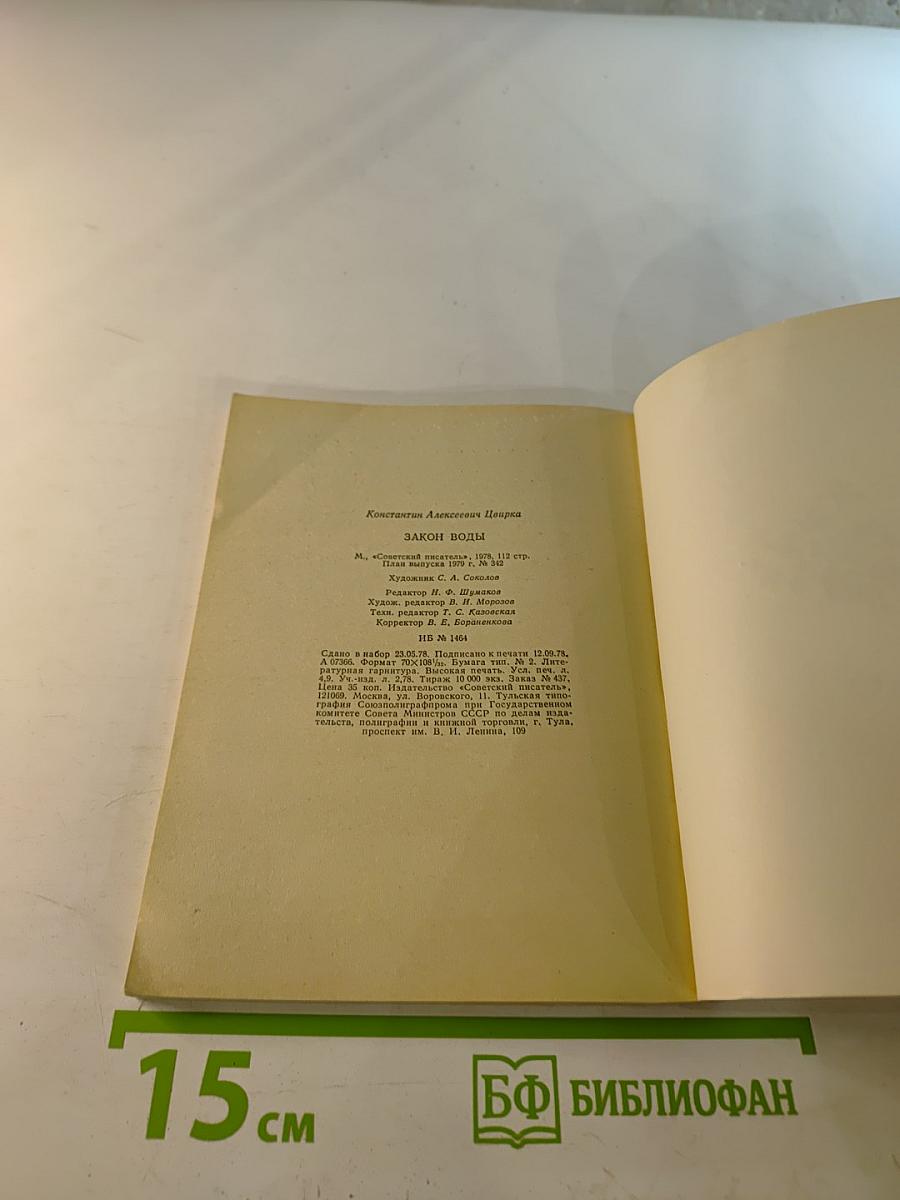 Константин Алексеевич Цвирка
ЗАКОН ВОДЫ
М., «Советский писатель», 1978, 112 стр.
План выпуска 1979 г. № 342
Художник С. А. Соколов
Редактор Н. Ф. Шумаков
Худож. редактор В. И. Морозов
Техн. редактор Т. С. Казовская
Корректор В. Е. Бораненкова
ИБ № 1464
Сдано в набор 23.05.78. Подписано к печати 12.09.78.
А 07366. Формат 70×108¹/₃₂. Бумага тип. № 2. Лите-
ратурная гарнитура. Высокая печать. Усл. печ. л.
4,9. Уч.-изд. л. 2,78. Тираж 10 000 экз. Заказ № 437.
Цена 35 коп. Издательство «Советский писатель»,
121069. Москва, ул. Воровского, 11. Тульская типо-
графия Союзполиграфпрома при Государственном
комитете Совета Министров СССР по делам изда-
тельств, полиграфии и книжной торговли, г. Тула,
проспект им. В. И. Ленина, 109
15 см
БФ БИБЛИОФАН